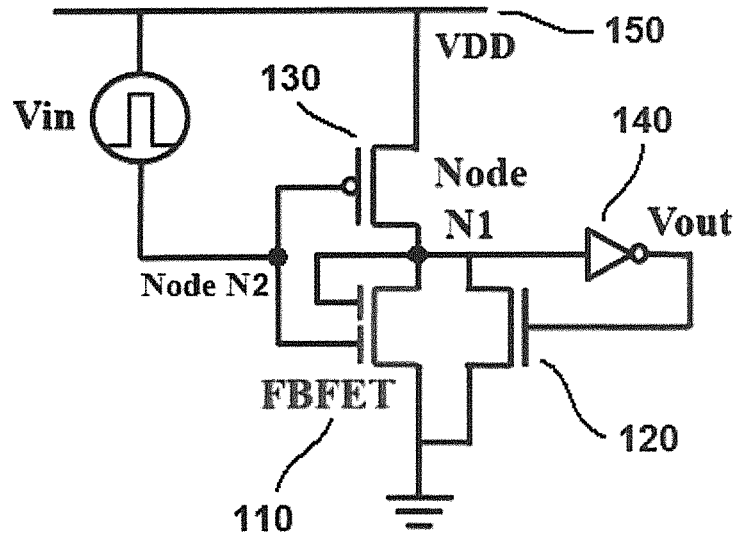 150
VDD
130
Vin
140
Node
N1
Vout
Node N2
FBFET
120
110